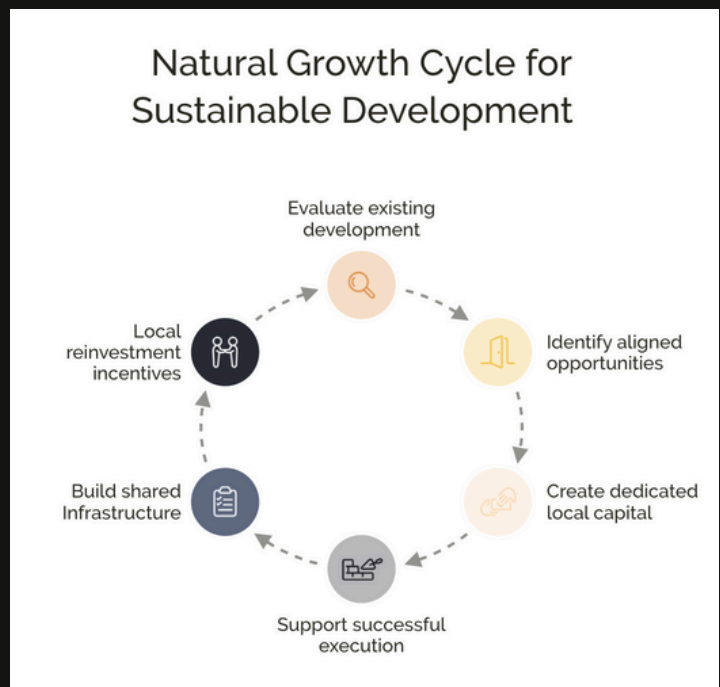 Natural Growth Cycle for
Sustainable Development
Evaluate existing
development
Identify aligned
opportunities
Create dedicated
local capital
Support successful
execution
Build shared
Infrastructure
Local
reinvestment
incentives